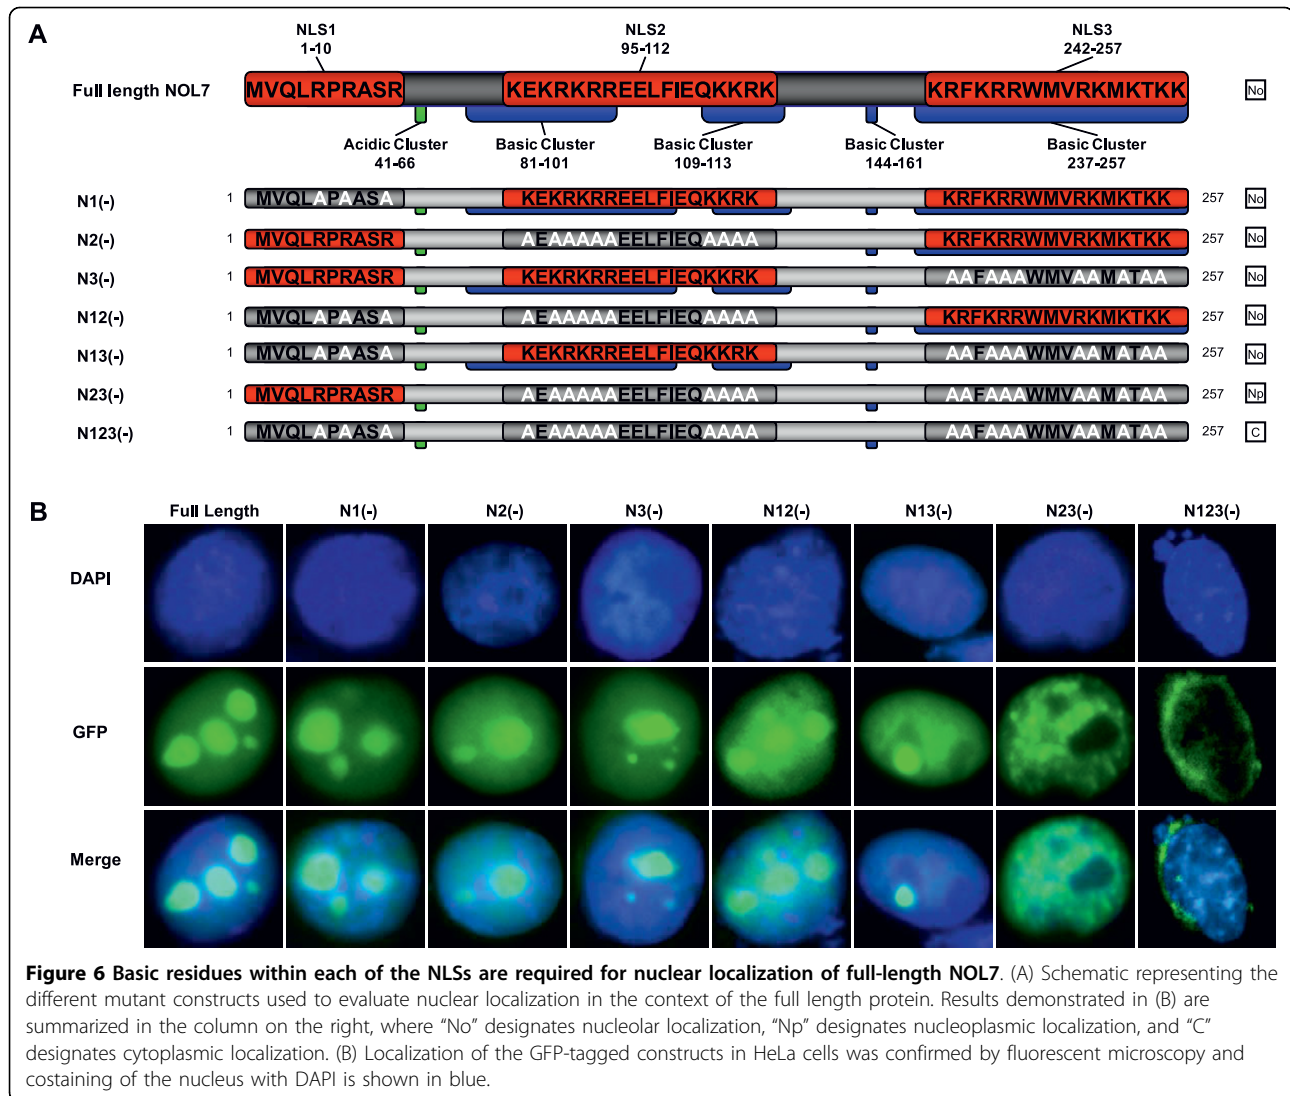 A
NLS1
1-10
NLS2
95-112
NLS3
242-257
Full length NOL7
MVQLRPRASR
KEKRKRREELFIEQKKRK
KRFKRRWMVRKMKTKK
No
Acidic Cluster
41-66
Basic Cluster
81-101
Basic Cluster
109-113
Basic Cluster
144-161
Basic Cluster
237-257
N1(-) 1 MVQLAPAASA KEKRKRREELFIEQKKRK KRFKRRWMVRKMKTKK 257 No
N2(-) 1 MVQLRPRASR AEAAAAAEELFIEQAAAA KRFKRRWMVRKMKTKK 257 No
N3(-) 1 MVQLRPRASR KEKRKRREELFIEQKKRK AAFAAAWMVAAMATAA 257 No
N12(-) 1 MVQLAPAASA AEAAAAAEELFIEQAAAA KRFKRRWMVRKMKTKK 257 No
N13(-) 1 MVQLAPAASA KEKRKRREELFIEQKKRK AAFAAAWMVAAMATAA 257 No
N23(-) 1 MVQLRPRASR AEAAAAAEELFIEQAAAA AAFAAAWMVAAMATAA 257 Np
N123(-) 1 MVQLAPAASA AEAAAAAEELFIEQAAAA AAFAAAWMVAAMATAA 257 C
B
Full Length N1(-) N2(-) N3(-) N12(-) N13(-) N23(-) N123(-)
DAPI
GFP
Merge
Figure 6 Basic residues within each of the NLSs are required for nuclear localization of full-length NOL7. (A) Schematic representing the
different mutant constructs used to evaluate nuclear localization in the context of the full length protein. Results demonstrated in (B) are
summarized in the column on the right, where “No” designates nucleolar localization, “Np” designates nucleoplasmic localization, and “C”
designates cytoplasmic localization. (B) Localization of the GFP-tagged constructs in HeLa cells was confirmed by fluorescent microscopy and
costaining of the nucleus with DAPI is shown in blue.